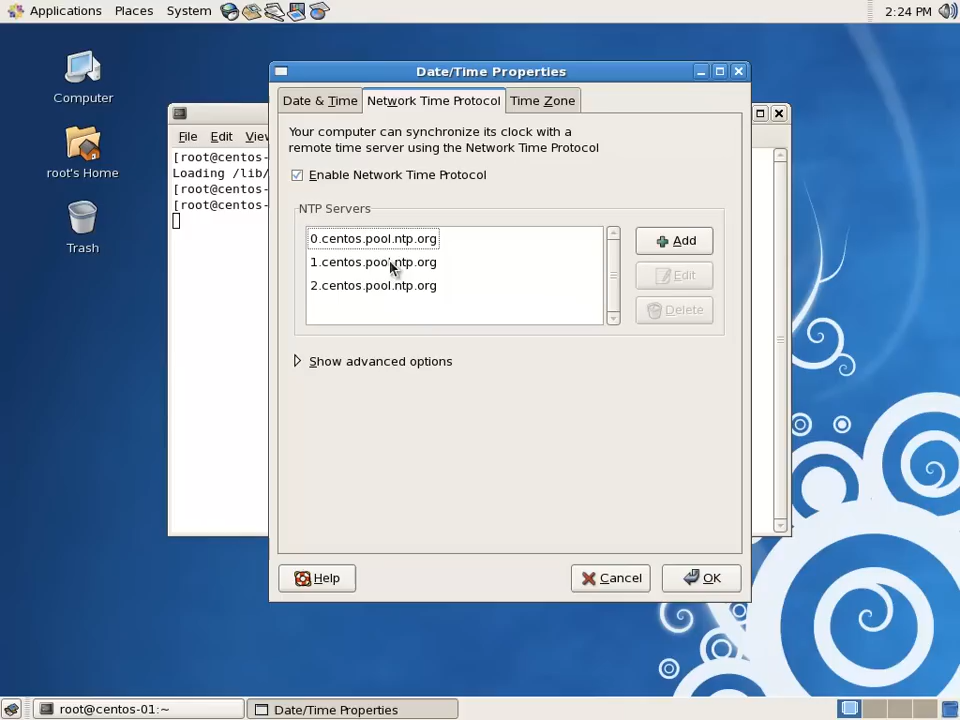 Applications Places System 2:24 PM
Computer
root's Home
Trash
Date/Time Properties
File Edit View
[root@centos-
Loading /lib/
[root@centos-
[root@centos-
Date & Time Network Time Protocol Time Zone
Your computer can synchronize its clock with a
remote time server using the Network Time Protocol
Enable Network Time Protocol
NTP Servers
0.centos.pool.ntp.org
1.centos.pool.ntp.org
2.centos.pool.ntp.org
Add
Edit
Delete
Show advanced options
Help Cancel OK
root@centos-01:~ Date/Time Properties